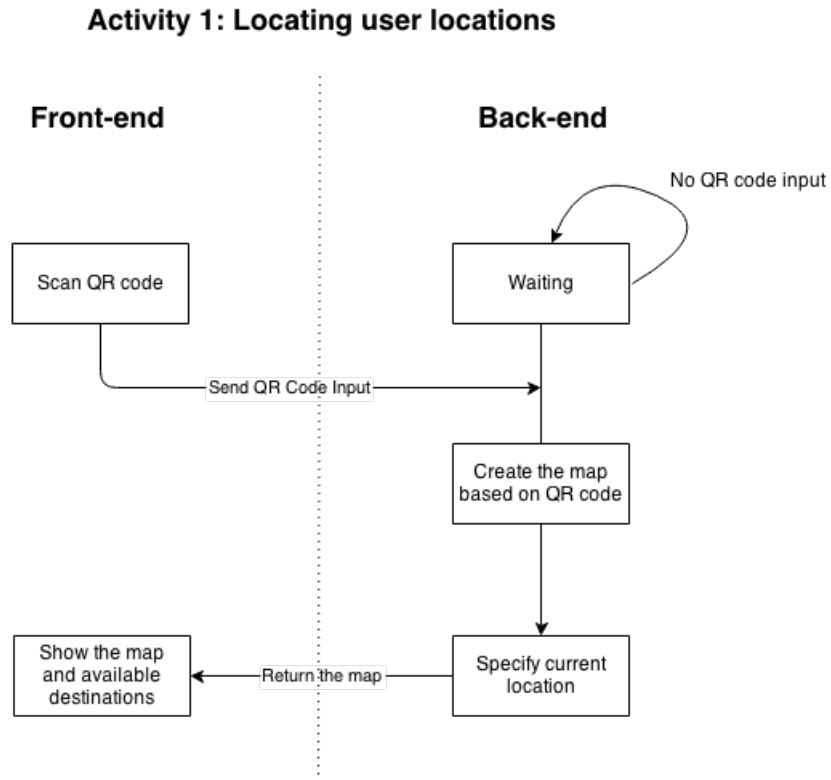 Activity 1: Locating user locations
Front-end
Back-end
No QR code input
Scan QR code
Waiting
Send QR Code Input
Create the map
based on QR code
Show the map
and available
destinations
Return the map
Specify current
location